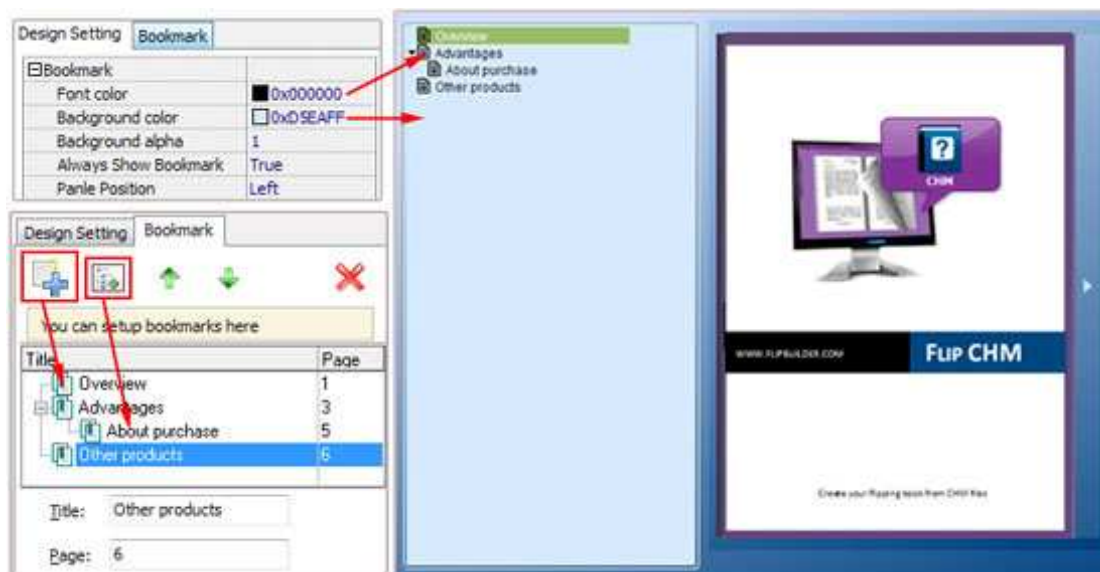 Design Setting Bookmark
Bookmark
Font color 0x000000
Background color 0xD5EAFF
Background alpha 1
Always Show Bookmark True
Panle Position Left
Design Setting Bookmark
You can setup bookmarks here
Title Page
Overview 1
Advantages 3
About purchase 5
Other products 6
Title: Other products
Page: 6
Overview
Advantages
About purchase
Other products
CHM
WWW.FLIPBUILDER.COM FLIP CHM
Create your flipping book from CHM files